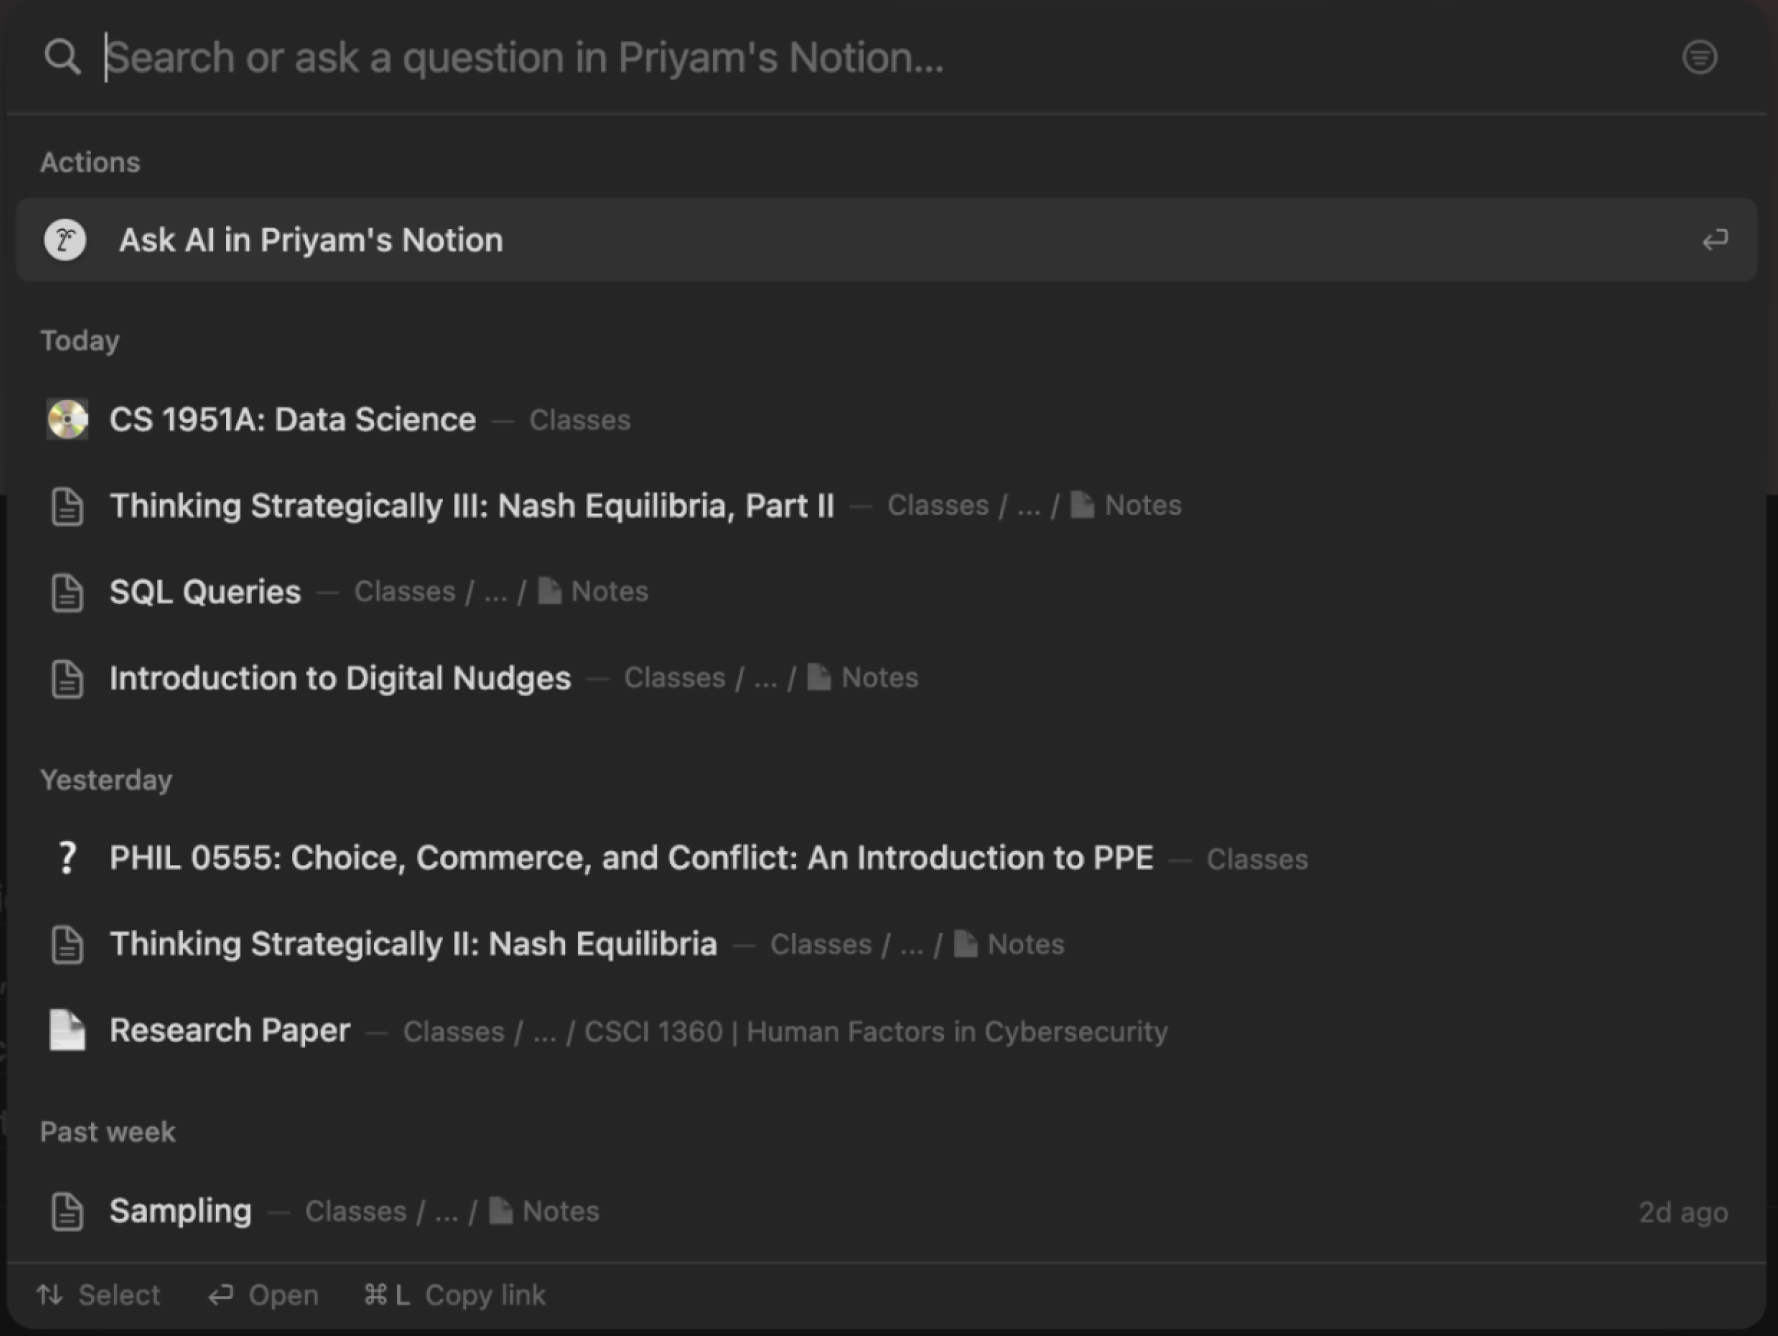 Search or ask a question in Priyam's Notion...
Actions
Ask AI in Priyam's Notion
Today
CS 1951A: Data Science — Classes
Thinking Strategically III: Nash Equilibria, Part II — Classes / ... / Notes
SQL Queries — Classes / ... / Notes
Introduction to Digital Nudges — Classes / ... / Notes
Yesterday
? PHIL 0555: Choice, Commerce, and Conflict: An Introduction to PPE — Classes
Thinking Strategically II: Nash Equilibria — Classes / ... / Notes
Research Paper — Classes / ... / CSCI 1360 | Human Factors in Cybersecurity
Past week
Sampling — Classes / ... / Notes 2d ago
↑↓ Select ↵ Open ⌘ L Copy link